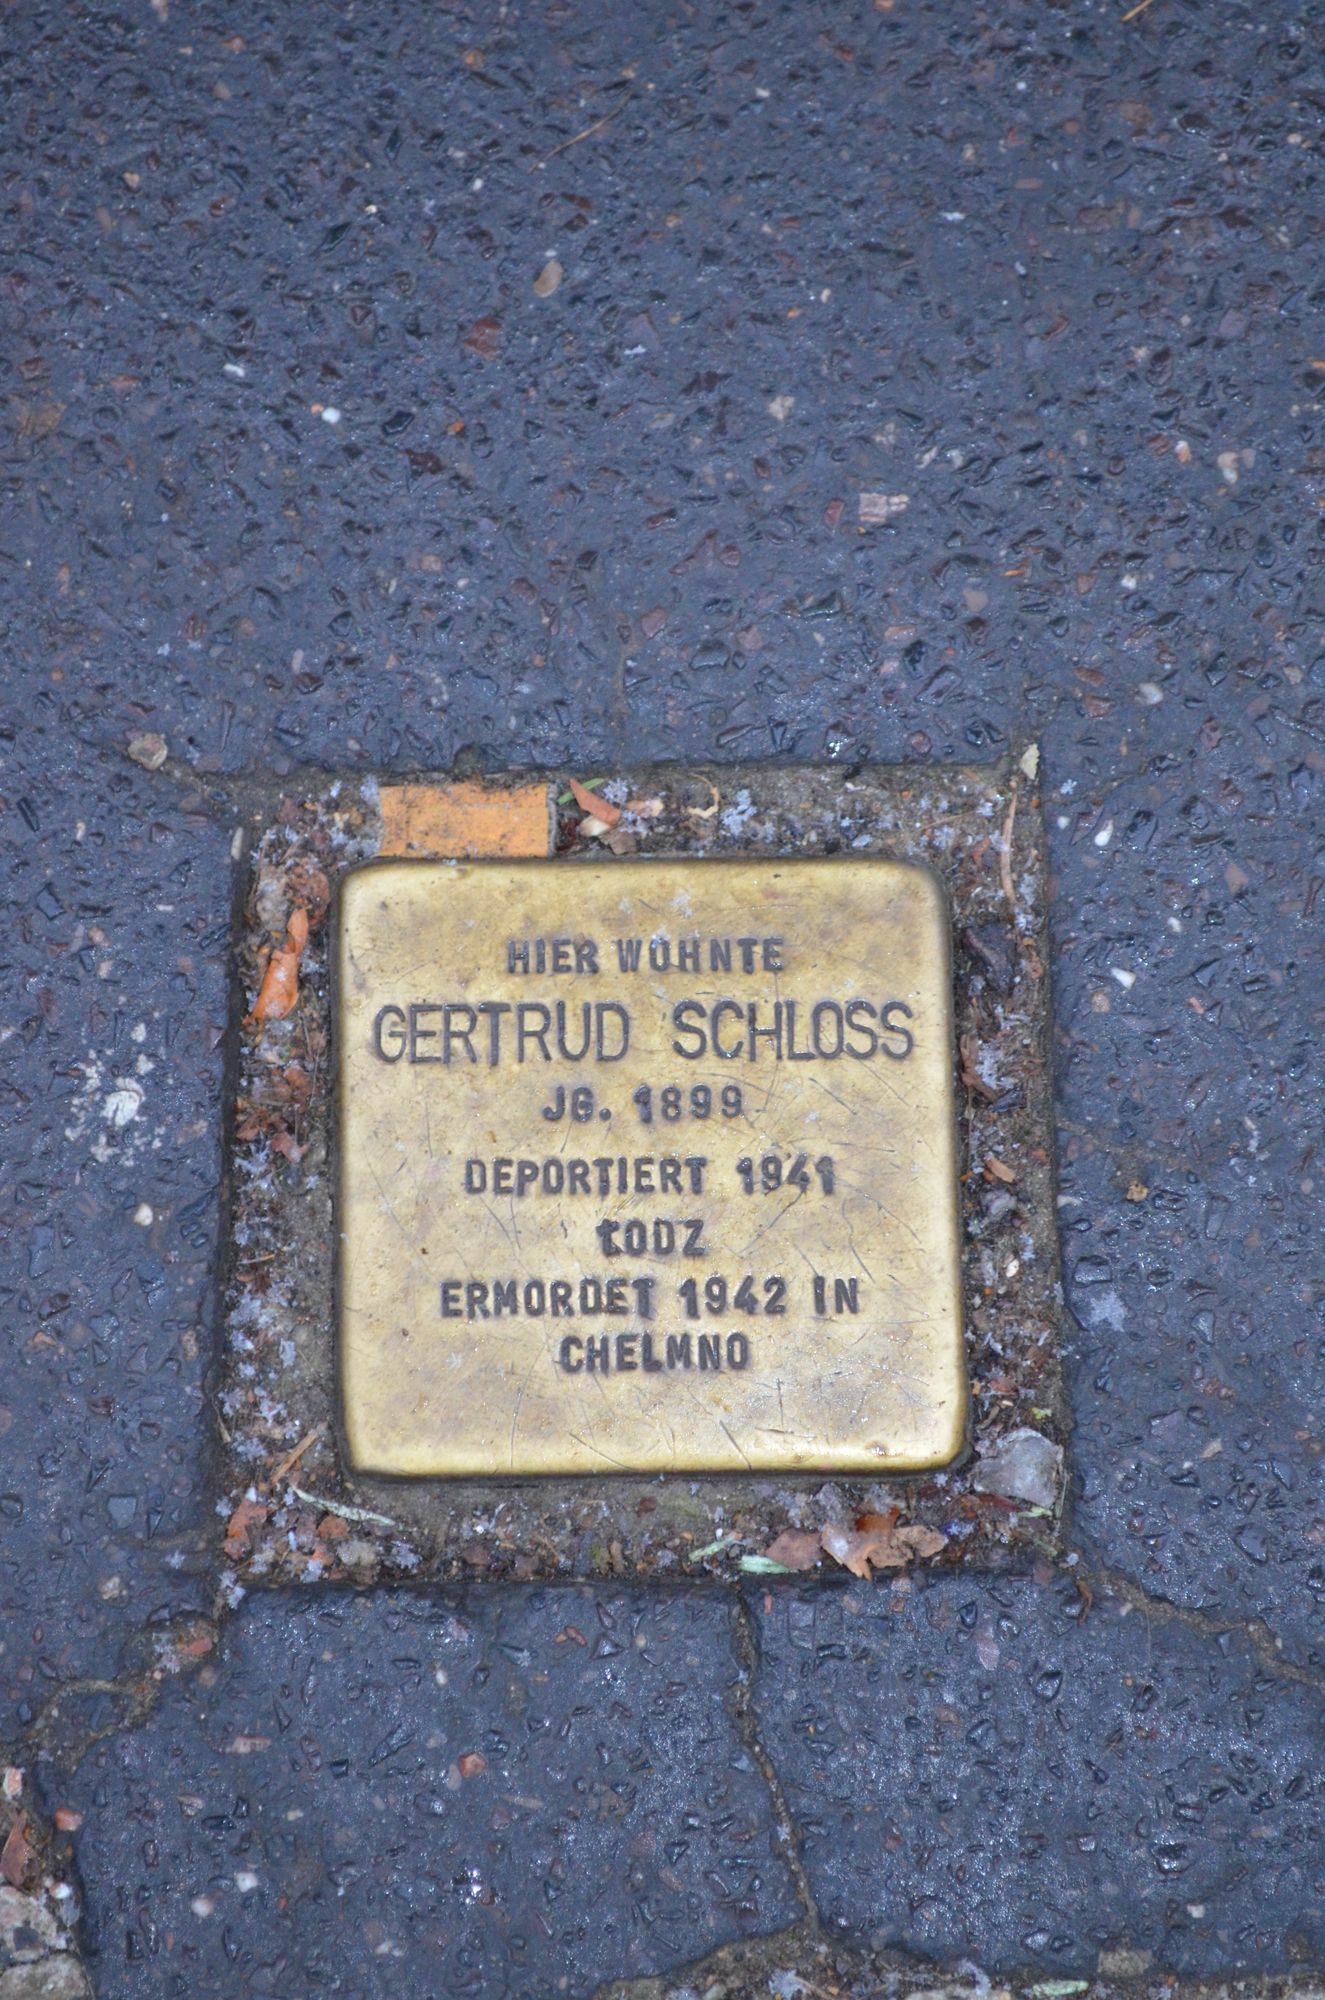 HIER WOHNTE
GERTRUD SCHLOSS
JG. 1899
DEPORTIERT 1941
ŁODZ
ERMORDET 1942 IN
CHELMNO